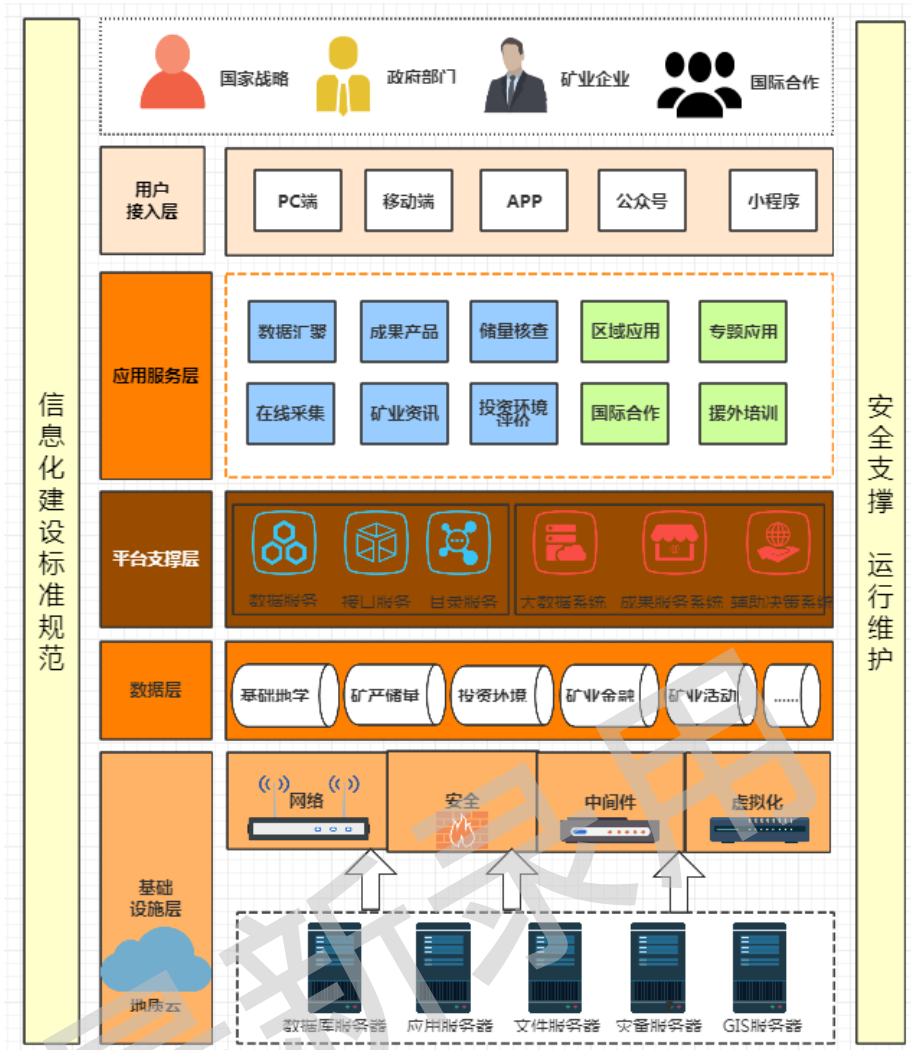 国家战略
政府部门
矿业企业
国际合作
用户
接入层
PC端
移动端
APP
公众号
小程序
应用服务层
数据汇聚
成果产品
储量核查
区域应用
专题应用
在线采集
矿业资讯
投资环境
评价
国际合作
援外培训
平台支撑层
数据服务
接口服务
目录服务
大数据系统
成果服务系统
辅助决策系统
数据层
基础地学
矿产储量
投资环境
矿业金融
矿业活动
......
基础
设施层
地质云
网络
安全
中间件
虚拟化
数据库服务器
应用服务器
文件服务器
灾备服务器
GIS服务器
信息化建设标准规范
安全支撑 运行维护
新录用